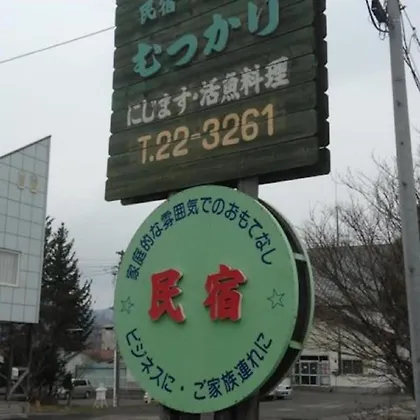 民宿
むつかり
にじます・活魚料理
T.22-3261
家庭的な雰囲気でのおもてなし
民宿
☆ ☆
ビジネスに・ご家族連れに